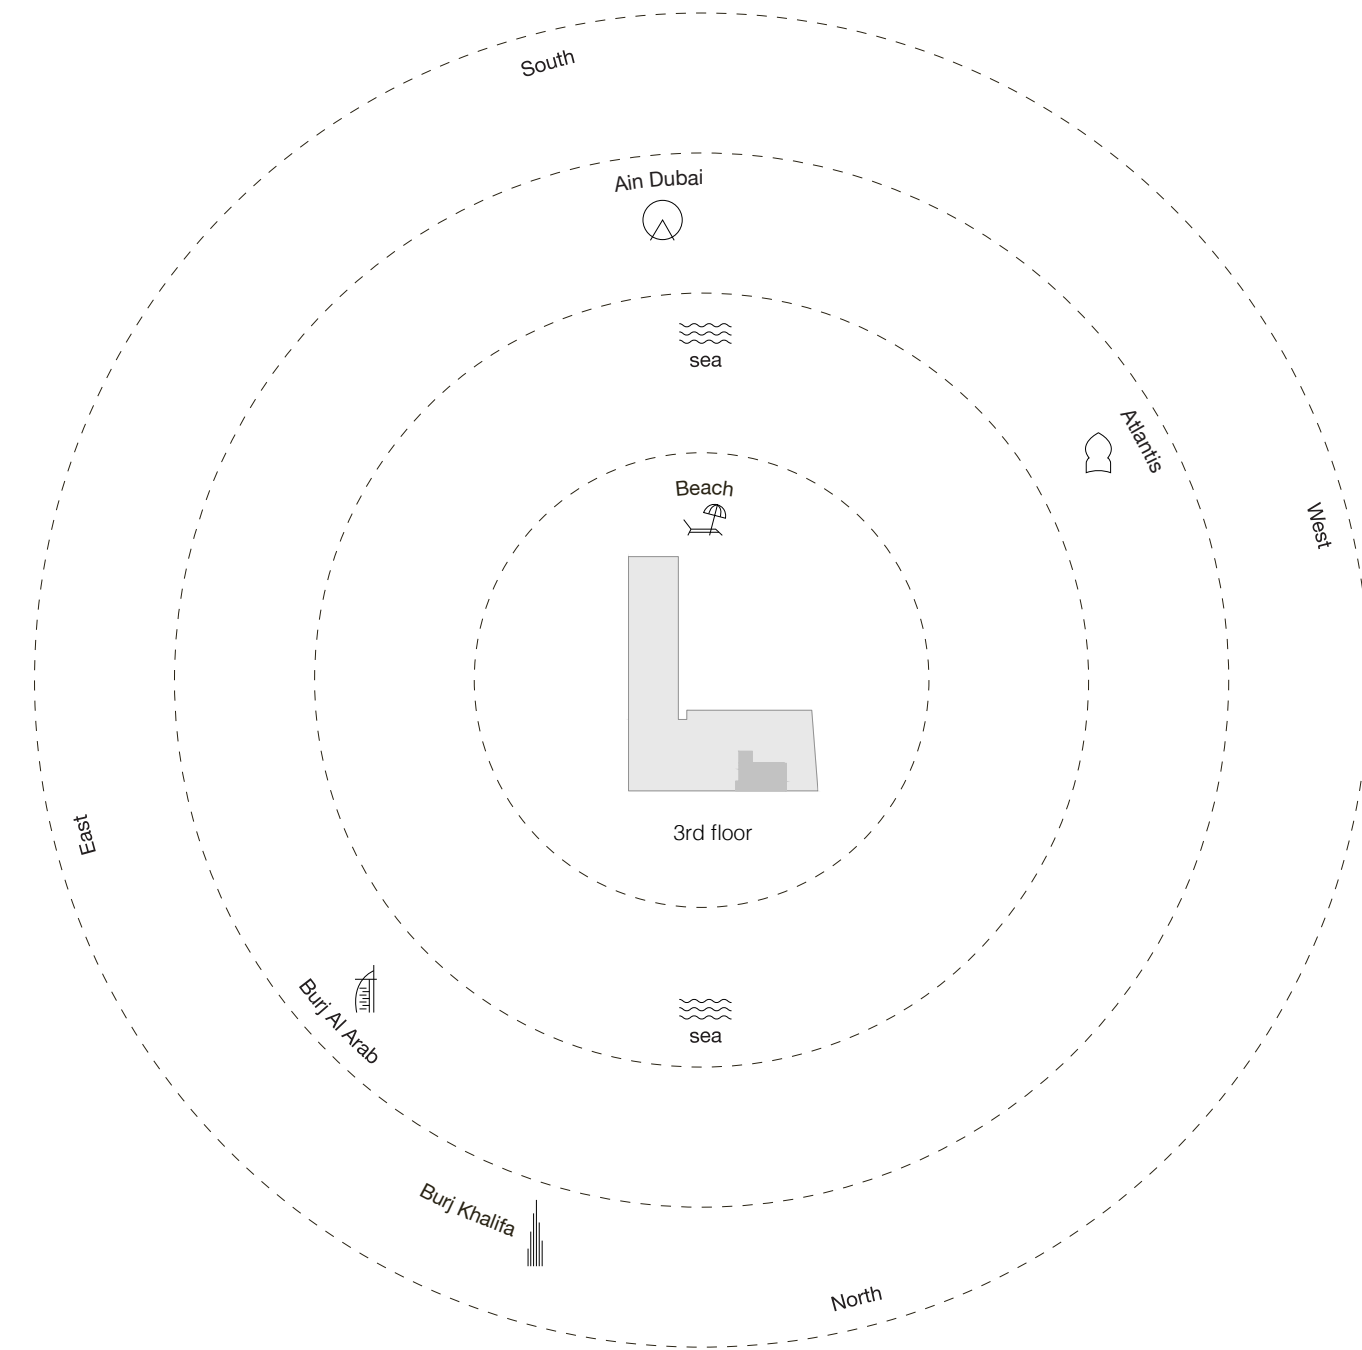 South
Ain Dubai
sea
Atlantis
Beach
West
3rd floor
East
Burj Al Arab
sea
Burj Khalifa
North